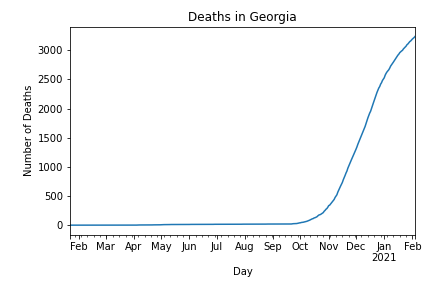 Deaths in Georgia
Number of Deaths
3000
2500
2000
1500
1000
500
0
Feb Mar Apr May Jun Jul Aug Sep Oct Nov Dec Jan Feb
2021
Day